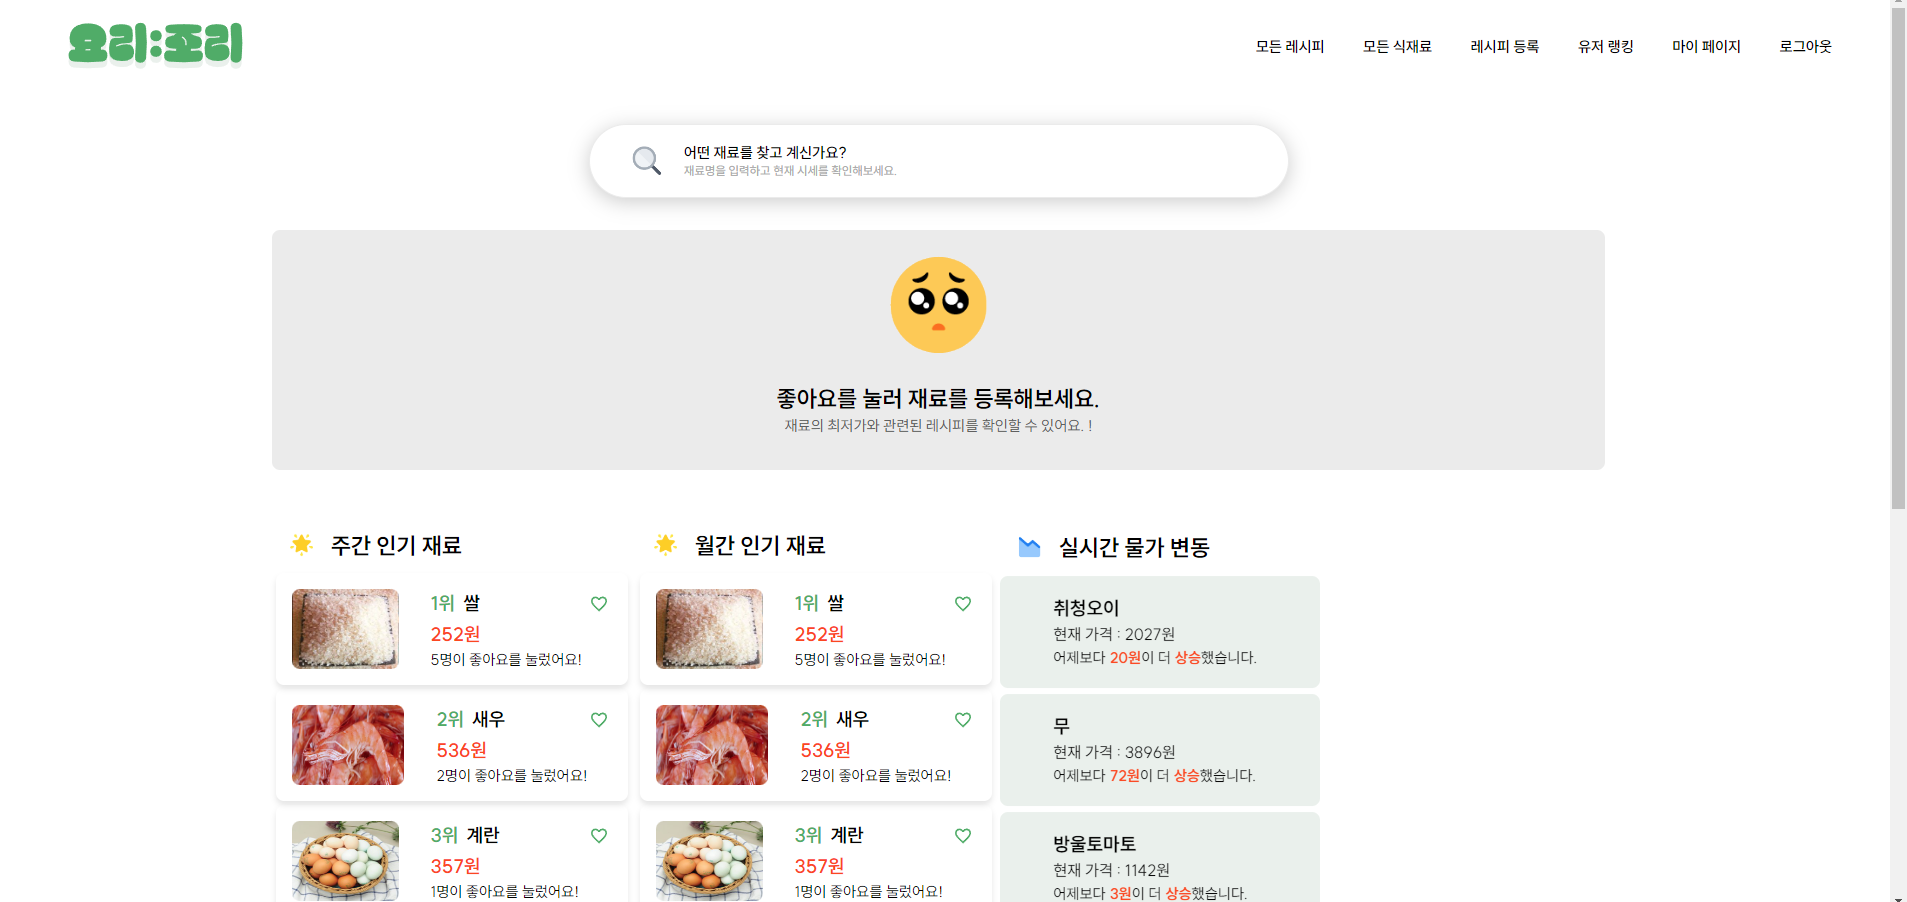 요리:조리
모든 레시피
모든 식재료
레시피 등록
유저 랭킹
마이 페이지
로그아웃
어떤 재료를 찾고 계신가요?
재료명을 입력하고 현재 시세를 확인해보세요.
좋아요를 눌러 재료를 등록해보세요.
재료의 최저가와 관련된 레시피를 확인할 수 있어요. !
주간 인기 재료
1위 쌀
252원
5명이 좋아요를 눌렀어요!
2위 새우
536원
2명이 좋아요를 눌렀어요!
3위 계란
357원
1명이 좋아요를 눌렀어요!
월간 인기 재료
1위 쌀
252원
5명이 좋아요를 눌렀어요!
2위 새우
536원
2명이 좋아요를 눌렀어요!
3위 계란
357원
1명이 좋아요를 눌렀어요!
실시간 물가 변동
취청오이
현재 가격 : 2027원
어제보다 20원이 더 상승했습니다.
무
현재 가격 : 3896원
어제보다 72원이 더 상승했습니다.
방울토마토
현재 가격 : 1142원
어제보다 3원이 더 상승했습니다.